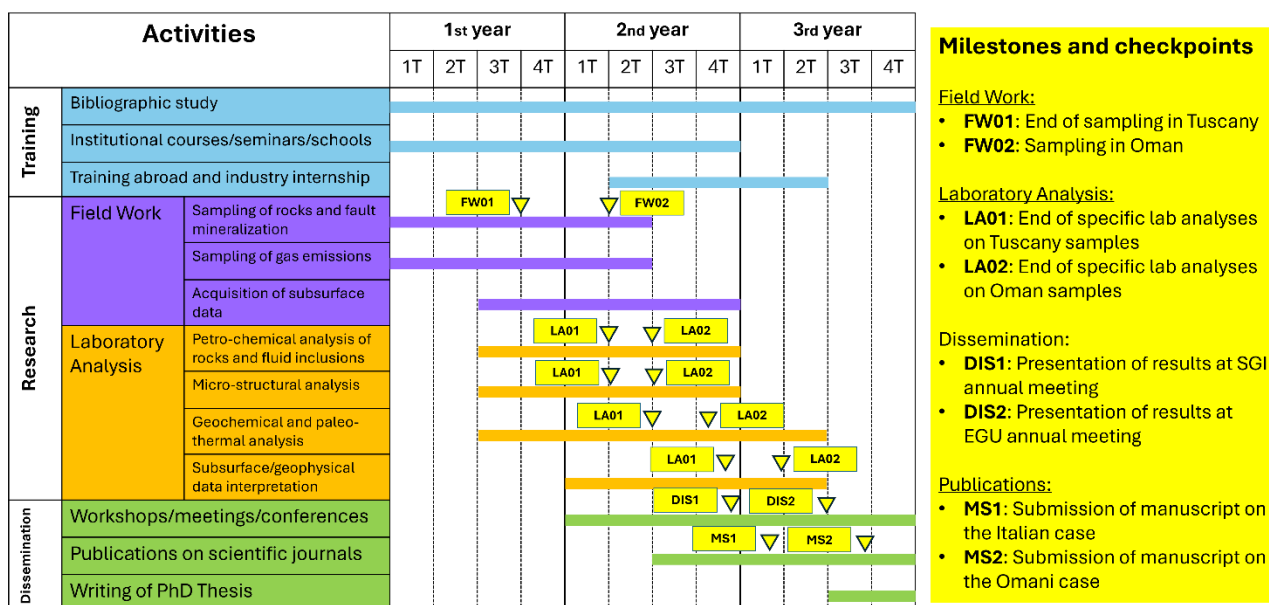 Activities
1st year
2nd year
3rd year
1T 2T 3T 4T 1T 2T 3T 4T 1T 2T 3T 4T
Training
Bibliographic study
Institutional courses/seminars/schools
Training abroad and industry internship
Research
Field Work
FW01
FW02
Sampling of rocks and fault
mineralization
Sampling of gas emissions
Acquisition of subsurface
data
Laboratory
Analysis
LA01
LA02
Petro-chemical analysis of
rocks and fluid inclusions
LA01
LA02
Micro-structural analysis
LA01
LA02
Geochemical and paleo-
thermal analysis
LA01
LA02
Subsurface/geophysical
data interpretation
Dissemination
DIS1
DIS2
Workshops/meetings/conferences
MS1
MS2
Publications on scientific journals
Writing of PhD Thesis
Milestones and checkpoints
Field Work:
• FW01: End of sampling in Tuscany
• FW02: Sampling in Oman
Laboratory Analysis:
• LA01: End of specific lab analyses
on Tuscany samples
• LA02: End of specific lab analyses
on Oman samples
Dissemination:
• DIS1: Presentation of results at SGI
annual meeting
• DIS2: Presentation of results at
EGU annual meeting
Publications:
• MS1: Submission of manuscript on
the Italian case
• MS2: Submission of manuscript on
the Omani case